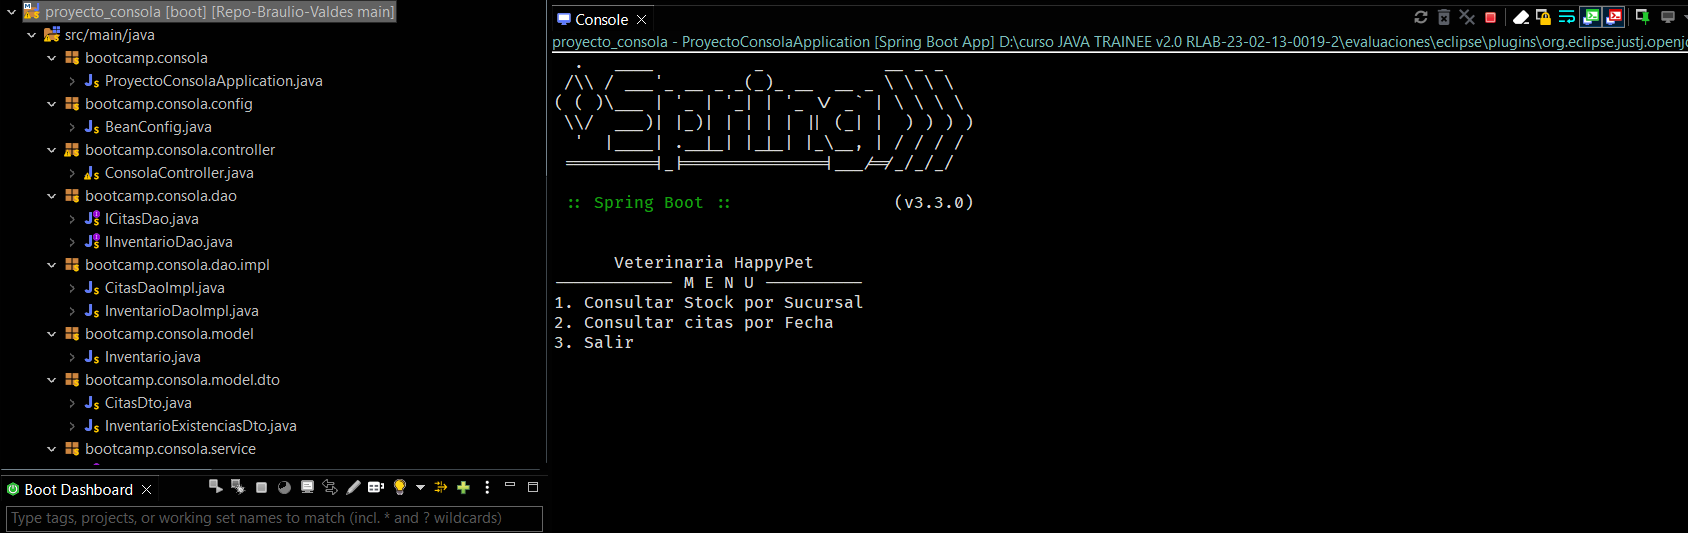 proyecto_consola [boot] [Repo-Braulio-Valdes main]
src/main/java
bootcamp.consola
ProyectoConsolaApplication.java
bootcamp.consola.config
BeanConfig.java
bootcamp.consola.controller
ConsolaController.java
bootcamp.consola.dao
ICitasDao.java
IInventarioDao.java
bootcamp.consola.dao.impl
CitasDaoImpl.java
InventarioDaoImpl.java
bootcamp.consola.model
Inventario.java
bootcamp.consola.model.dto
CitasDto.java
InventarioExistenciasDto.java
bootcamp.consola.service
Boot Dashboard
Type tags, projects, or working set names to match (incl. * and ? wildcards)
Console
proyecto_consola - ProyectoConsolaApplication [Spring Boot App] D:\curso JAVA TRAINEE v2.0 RLAB-23-02-13-0019-2\evaluaciones\eclipse\plugins\org.eclipse.justj.openj
Spring
:: Spring Boot :: (v3.3.0)
Veterinaria HappyPet
------------ M E N U ----------
1. Consultar Stock por Sucursal
2. Consultar citas por Fecha
3. Salir